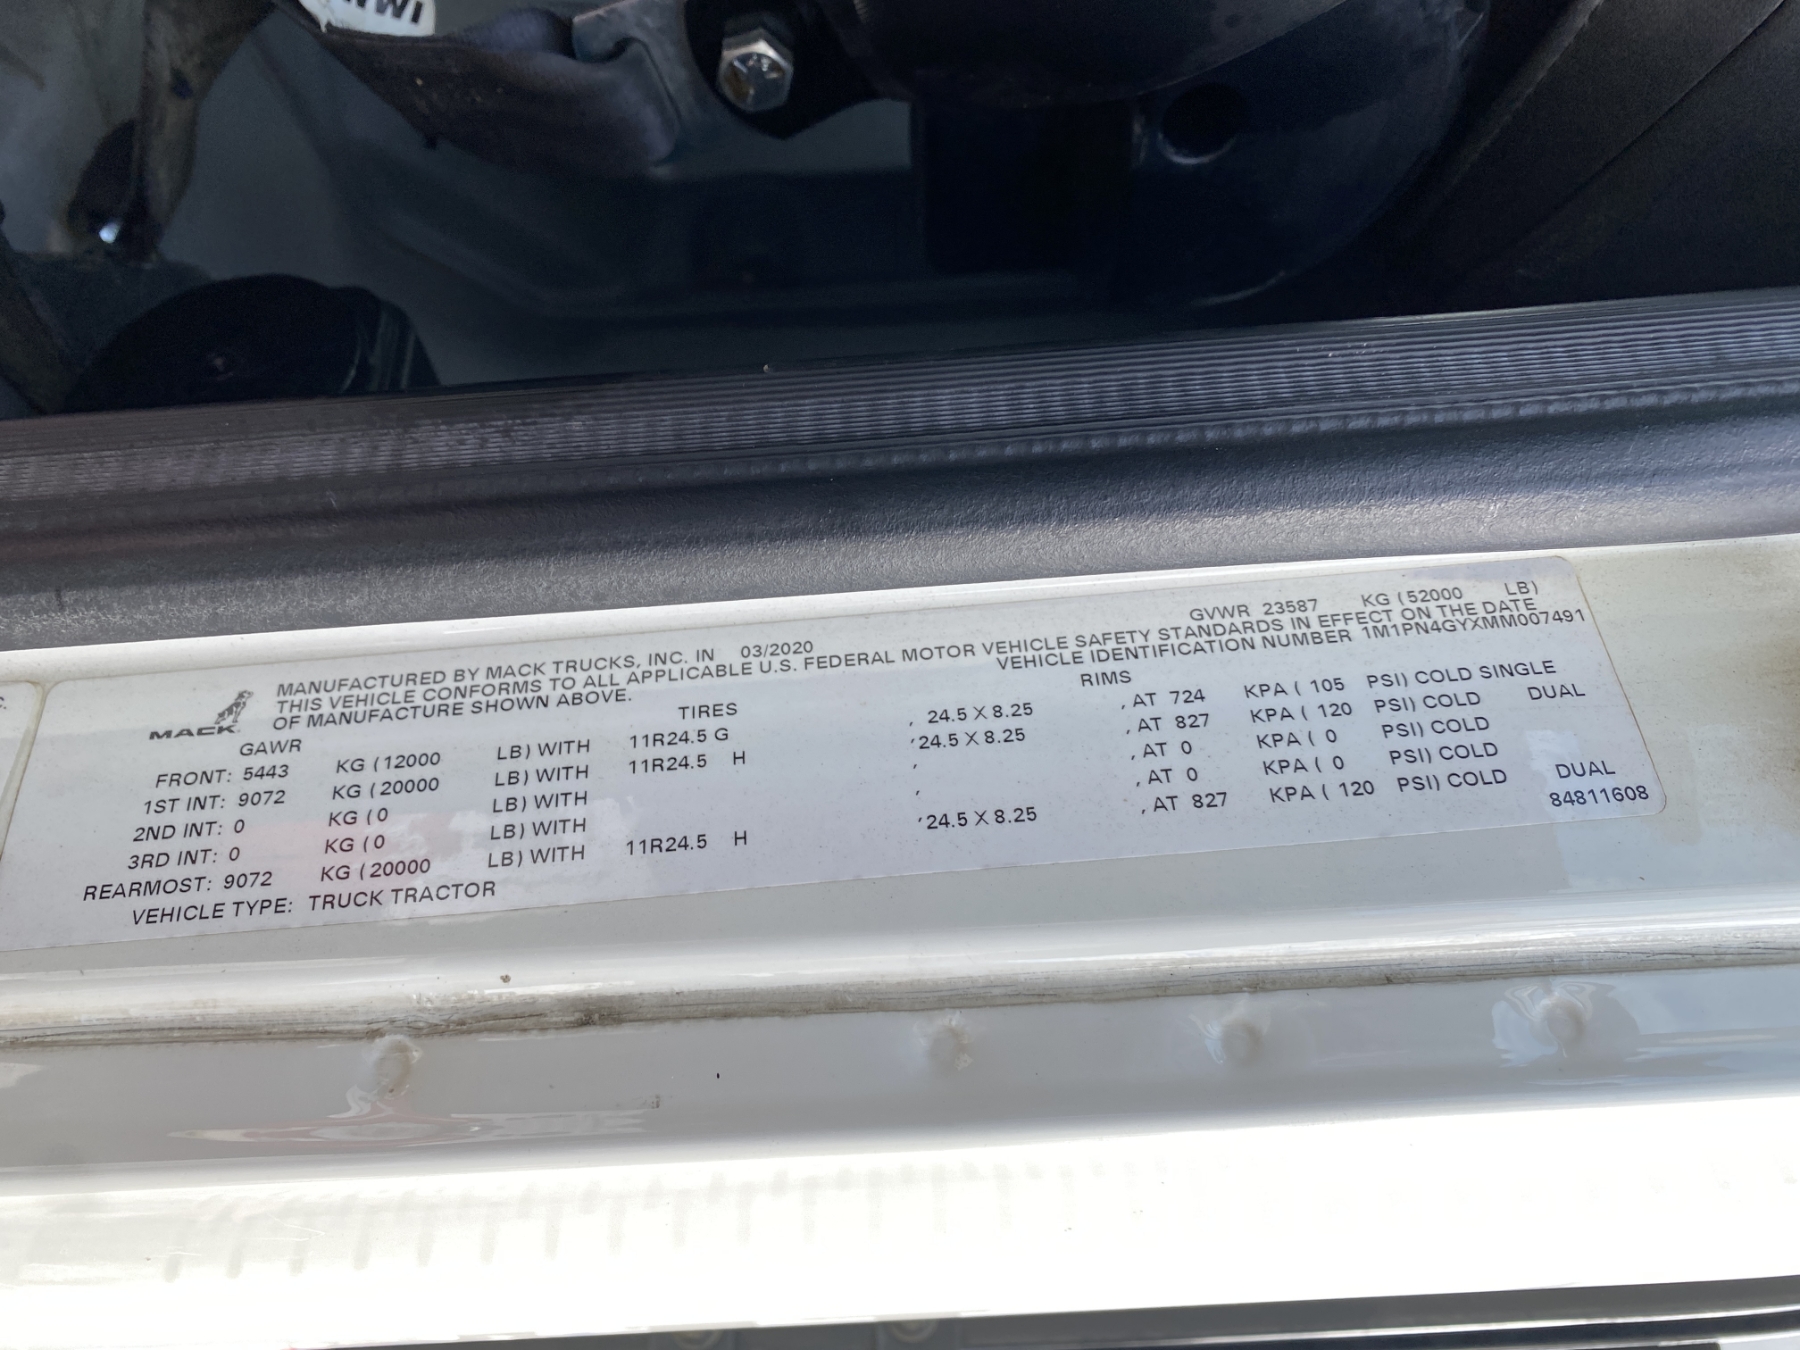 MANUFACTURED BY MACK TRUCKS, INC. IN 03/2020 GVWR 23587 KG (52000 LB)
THIS VEHICLE CONFORMS TO ALL APPLICABLE U.S. FEDERAL MOTOR VEHICLE SAFETY STANDARDS IN EFFECT ON THE DATE
OF MANUFACTURE SHOWN ABOVE. VEHICLE IDENTIFICATION NUMBER 1M1PN4GYXMM007491
MACK
GAWR TIRES RIMS
FRONT: 5443 KG (12000 LB) WITH 11R24.5 G , 24.5 X 8.25 , AT 724 KPA ( 105 PSI) COLD SINGLE
1ST INT: 9072 KG (20000 LB) WITH 11R24.5 H , 24.5 X 8.25 , AT 827 KPA ( 120 PSI) COLD DUAL
2ND INT: 0 KG (0 LB) WITH , , AT 0 KPA ( 0 PSI) COLD
3RD INT: 0 KG (0 LB) WITH , , AT 0 KPA ( 0 PSI) COLD
REARMOST: 9072 KG (20000 LB) WITH 11R24.5 H , 24.5 X 8.25 , AT 827 KPA ( 120 PSI) COLD DUAL
VEHICLE TYPE: TRUCK TRACTOR 84811608